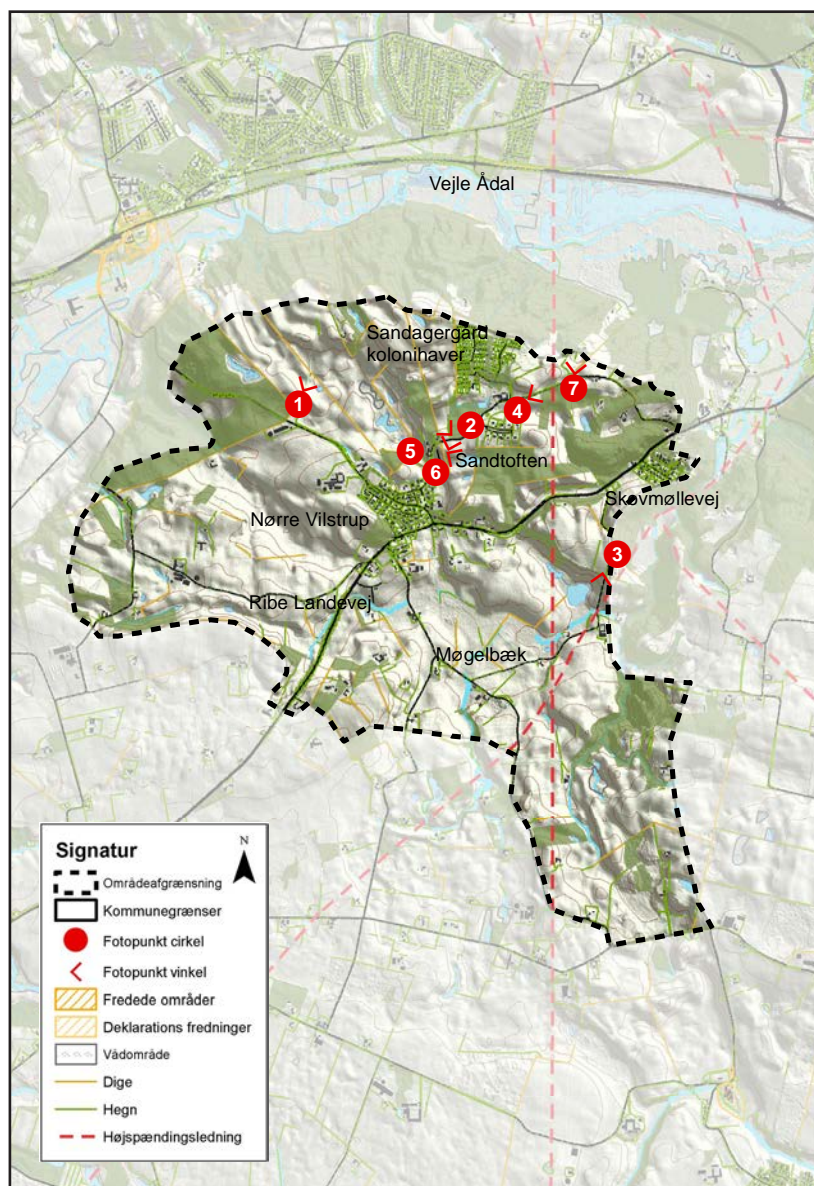 Vejle Ådal
Sandagergård
kolonihaver
7
1
4
2
5
Sandtoften
6
Skovmøllevej
Nørre Vilstrup
3
Ribe Landevej
Møgelbæk
Signatur
N
Områdeafgrænsning
Kommunegrænser
Fotopunkt cirkel
Fotopunkt vinkel
Fredede områder
Deklarations fredninger
Vådområde
Dige
Hegn
Højspændingsledning